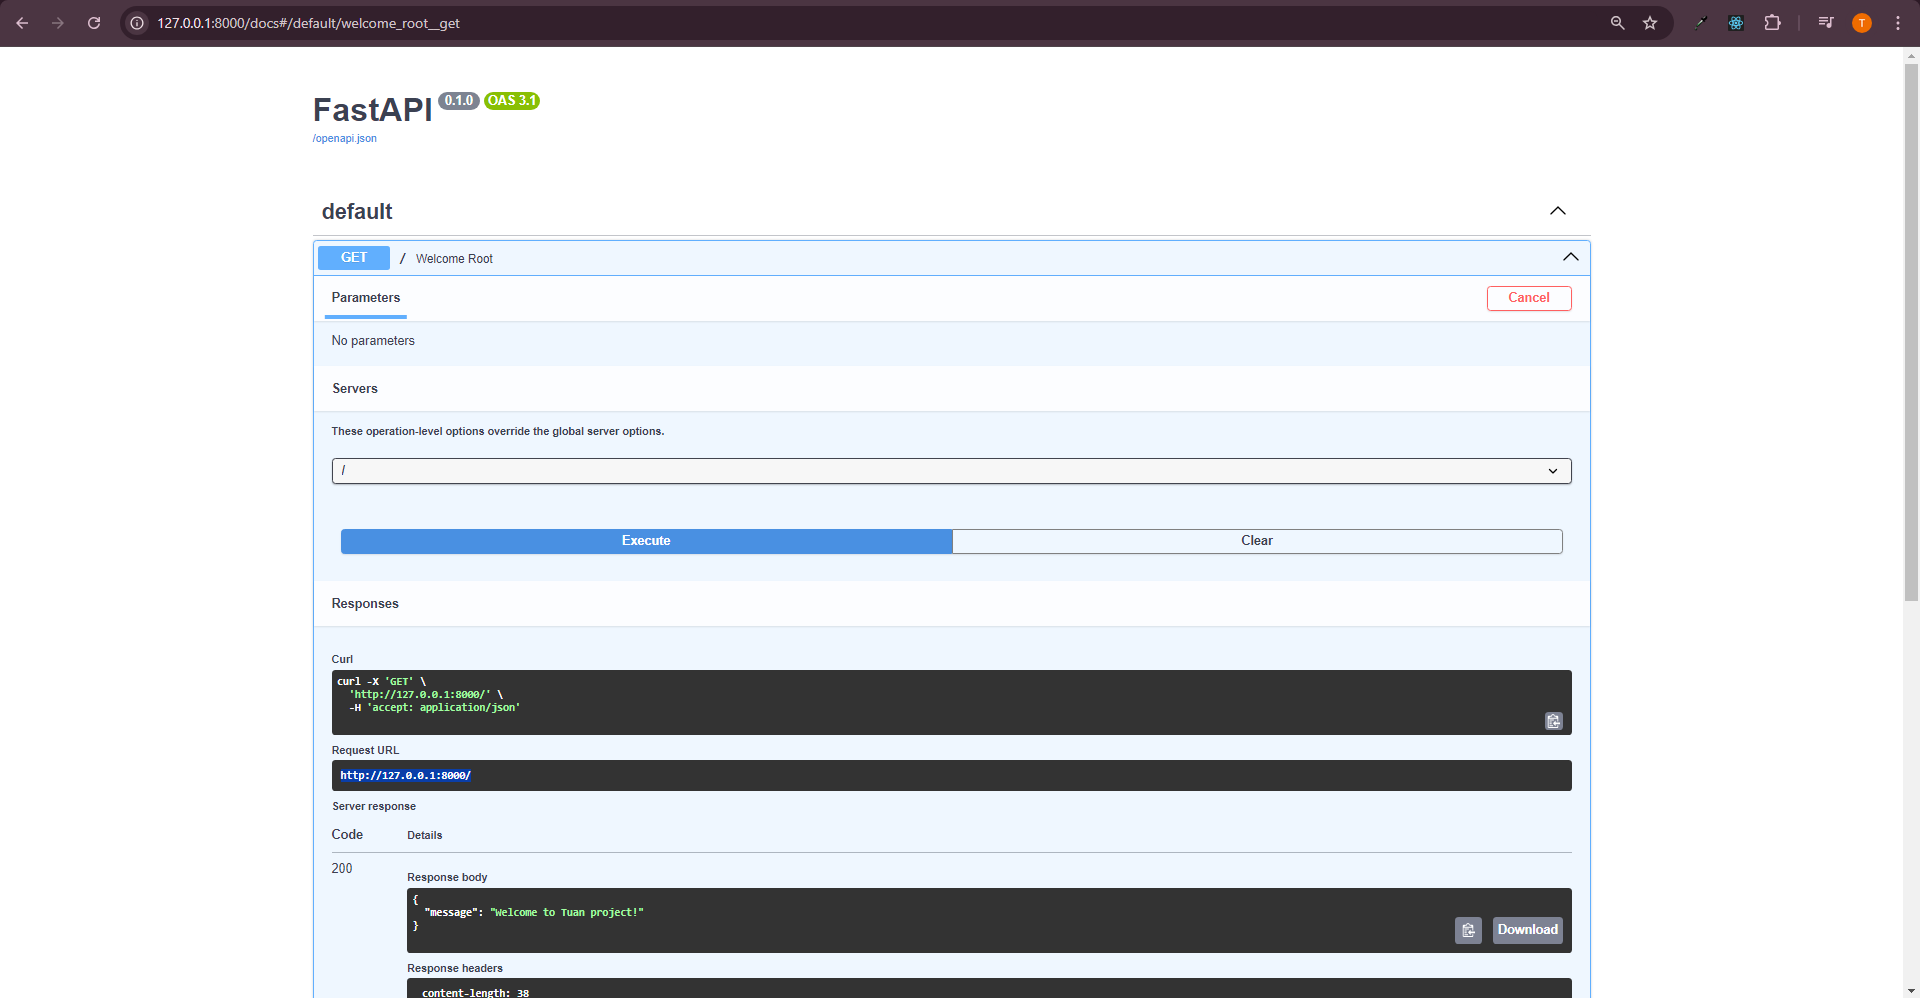 127.0.0.1:8000/docs#/default/welcome_root__get
T
FastAPI 0.1.0 OAS 3.1
/openapi.json
default
GET / Welcome Root
Parameters
Cancel
No parameters
Servers
These operation-level options override the global server options.
/
Execute
Clear
Responses
Curl
curl -X 'GET' \
'http://127.0.0.1:8000/' \
-H 'accept: application/json'
Request URL
http://127.0.0.1:8000/
Server response
Code Details
200
Response body
{
"message": "Welcome to Tuan project!"
}
Download
Response headers
content-length: 38